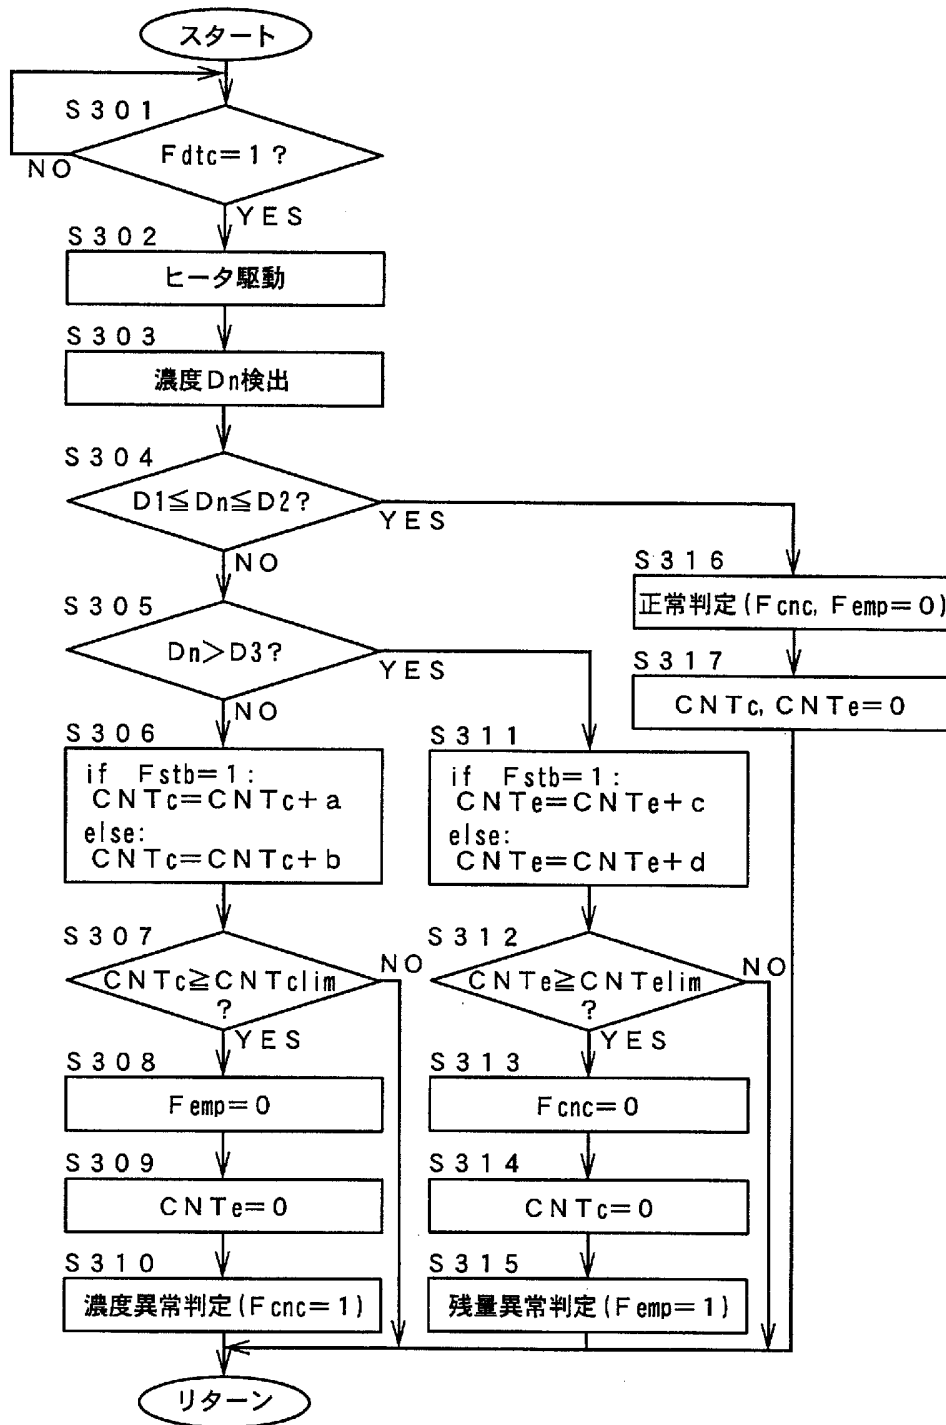 スタート
S301
Fdtc=1?
NO
YES
S302
ヒータ駆動
S303
濃度Dn検出
S304
D1≦Dn≦D2?
YES
NO
S305
Dn>D3?
YES
NO
S316
正常判定(Fcnc, Femp=0)
S317
CNTc, CNTe=0
S306
if Fstb=1:
CNTc=CNTc+a
else:
CNTc=CNTc+b
S311
if Fstb=1:
CNTe=CNTe+c
else:
CNTe=CNTe+d
S307
CNTc≧CNTclim
?
NO
YES
S312
CNTe≧CNTelim
?
NO
YES
S308
Femp=0
S313
Fcnc=0
S309
CNTe=0
S314
CNTc=0
S310
濃度異常判定(Fcnc=1)
S315
残量異常判定(Femp=1)
リターン